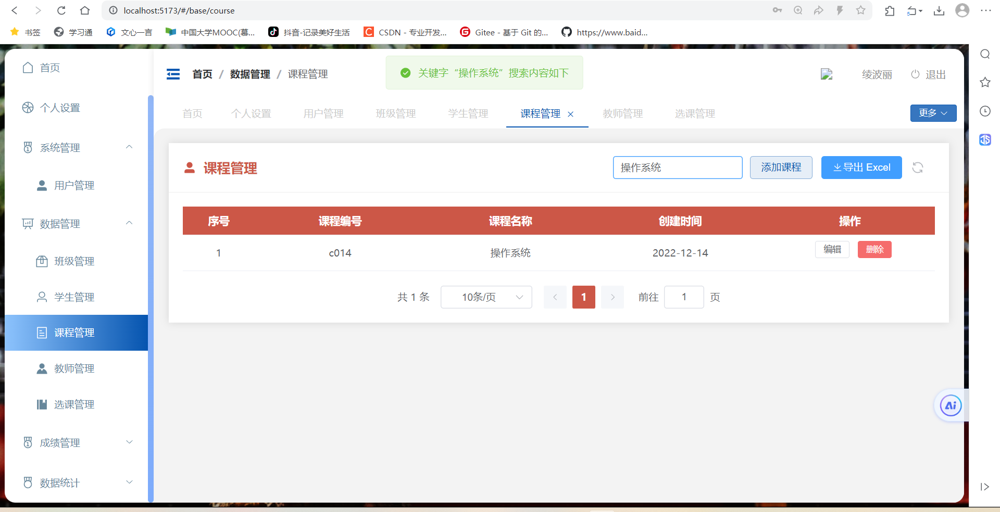 localhost:5173/#/base/course
书签 学习通 文心一言 中国大学MOOC(慕... 抖音-记录美好生活 CSDN - 专业开发... Gitee - 基于 Git 的... https://www.baid...
首页
个人设置
系统管理
用户管理
数据管理
班级管理
学生管理
课程管理
教师管理
选课管理
成绩管理
数据统计
首页 / 数据管理 / 课程管理
关键字“操作系统”搜索内容如下
绫波丽 退出
首页 个人设置 用户管理 班级管理 学生管理 课程管理 教师管理 选课管理 更多
课程管理
操作系统 添加课程 导出 Excel
序号 课程编号 课程名称 创建时间 操作
1 c014 操作系统 2022-12-14 编辑 删除
共 1 条 10条/页 1 前往 1 页
Ai